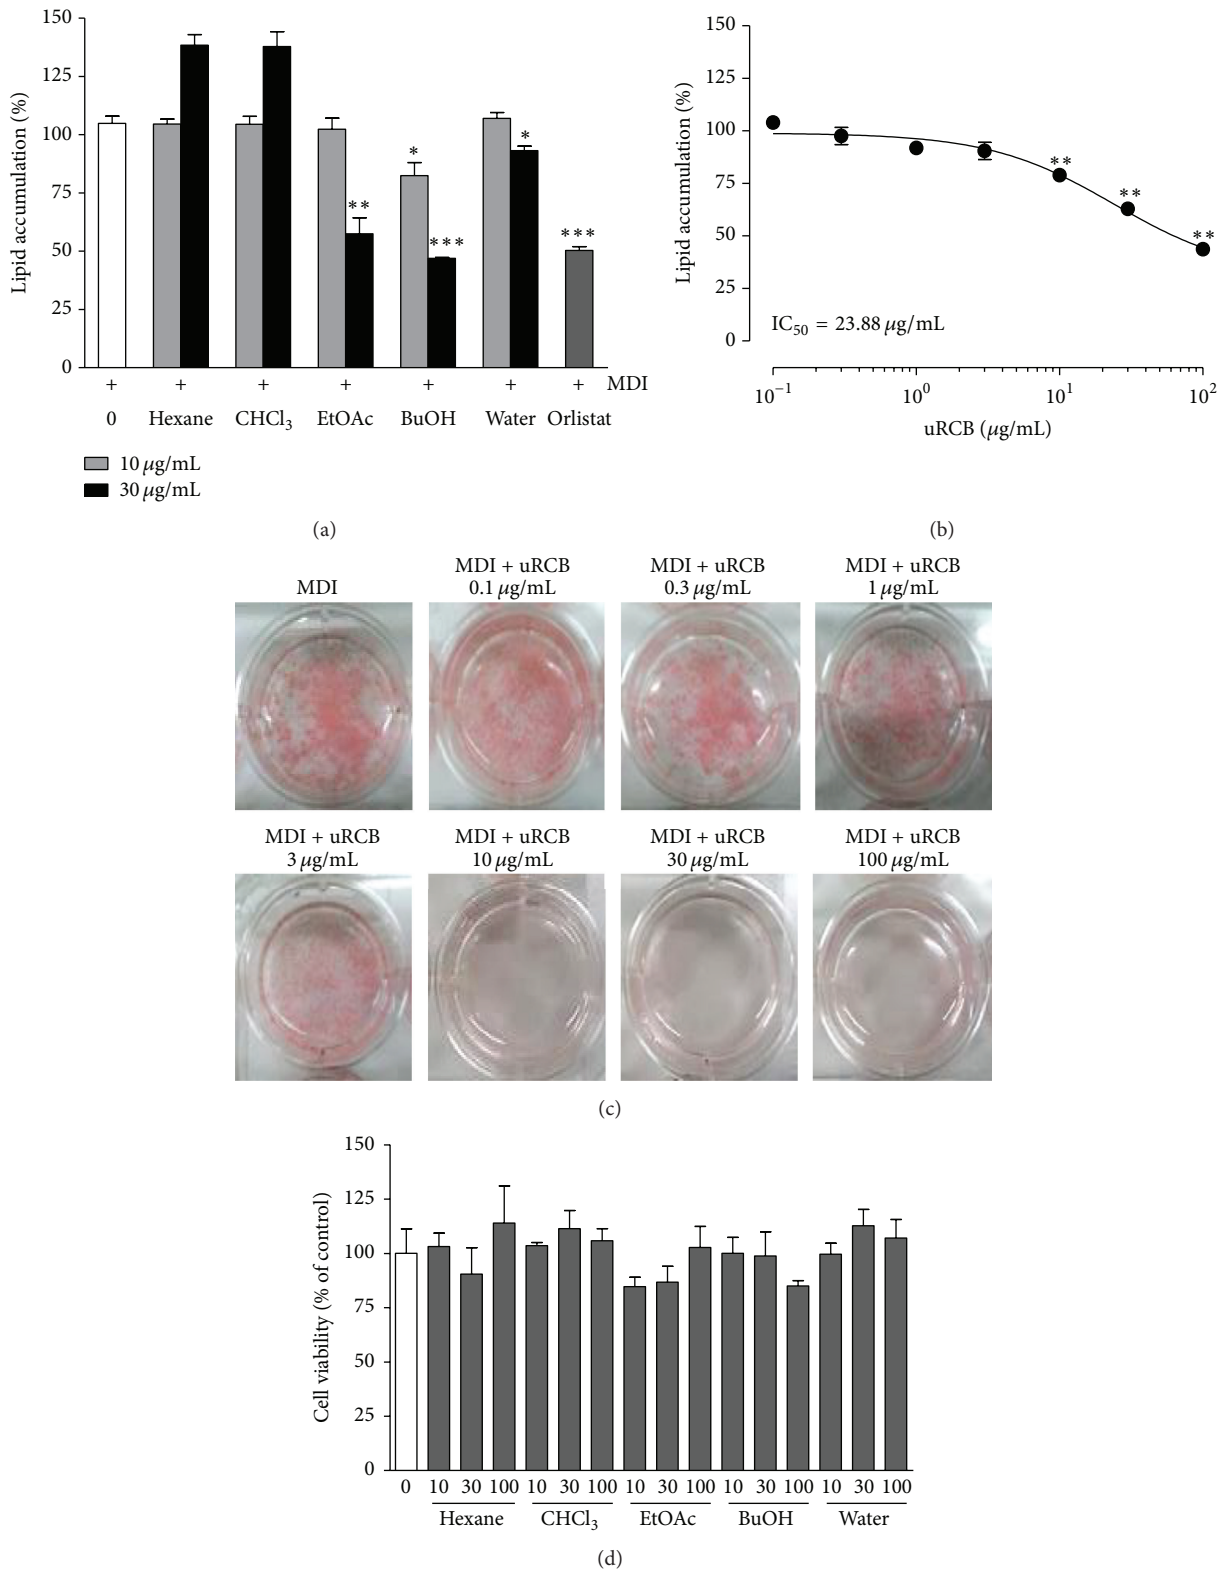 150
125
100
75
50
25
0
Lipid accumulation (%)
* ** * *** * ***
+ + + + + + + MDI
0 Hexane CHCl₃ EtOAc BuOH Water Orlistat
10 μg/mL
30 μg/mL
(a)
150
125
100
75
50
25
0
Lipid accumulation (%)
** ** **
IC₅₀ = 23.88 μg/mL
10⁻¹ 10⁰ 10¹ 10²
uRCB (μg/mL)
(b)
MDI
MDI + uRCB
0.1 μg/mL
MDI + uRCB
0.3 μg/mL
MDI + uRCB
1 μg/mL
MDI + uRCB
3 μg/mL
MDI + uRCB
10 μg/mL
MDI + uRCB
30 μg/mL
MDI + uRCB
100 μg/mL
(c)
150
125
100
75
50
25
0
Cell viability (% of control)
0 10 30 100 10 30 100 10 30 100 10 30 100 10 30 100
Hexane CHCl₃ EtOAc BuOH Water
(d)